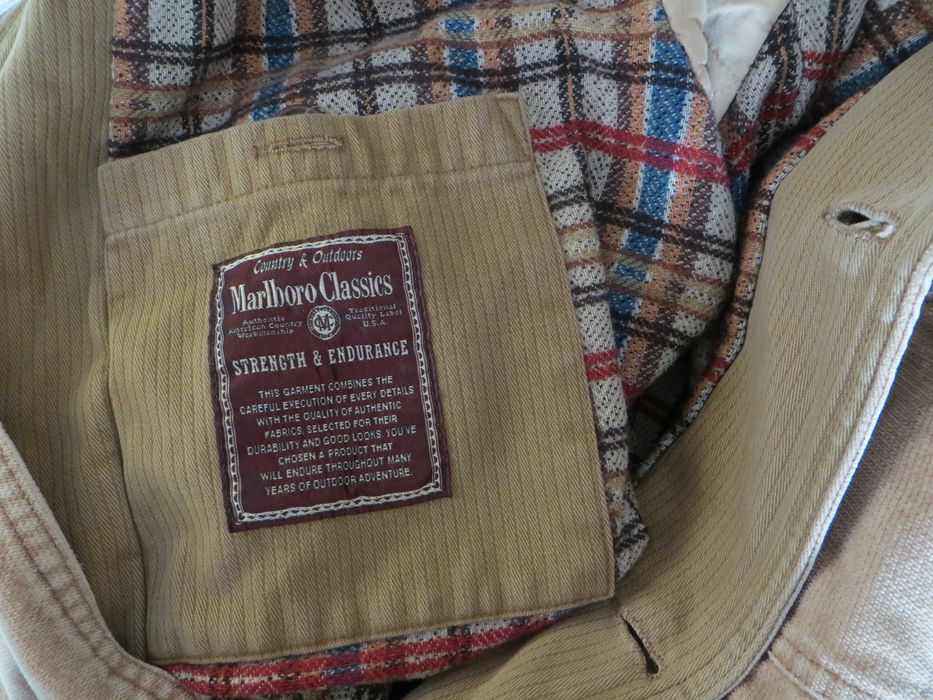 Country & Outdoors
Marlboro Classics
Authentic
American Country
Workmanship
MC
Traditional
Quality Label
U.S.A.
STRENGTH & ENDURANCE
THIS GARMENT COMBINES THE
CAREFUL EXECUTION OF EVERY DETAILS
WITH THE QUALITY OF AUTHENTIC
FABRICS, SELECTED FOR THEIR
DURABILITY AND GOOD LOOKS. YOU'VE
CHOSEN A PRODUCT THAT
WILL ENDURE THROUGHOUT MANY
YEARS OF OUTDOOR ADVENTURE.